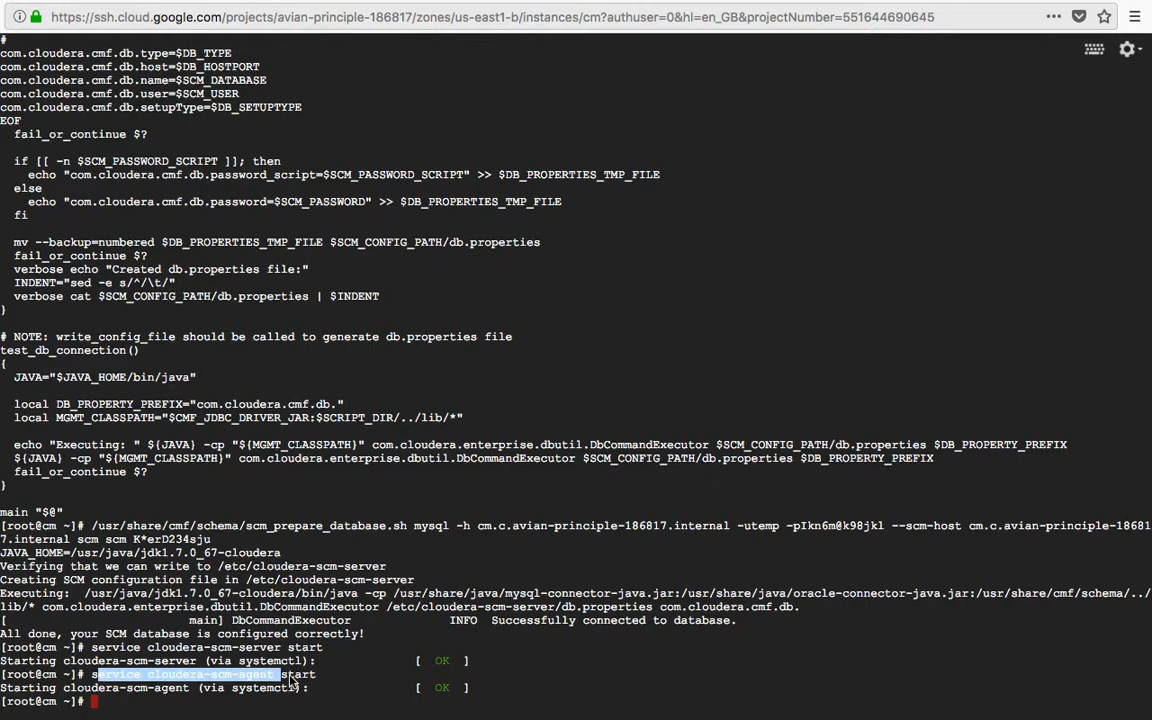 https://ssh.cloud.google.com/projects/avian-principle-186817/zones/us-east1-b/instances/cm?authuser=0&hl=en_GB&projectNumber=551644690645
#
com.cloudera.cmf.db.type=$DB_TYPE
com.cloudera.cmf.db.host=$DB_HOSTPORT
com.cloudera.cmf.db.name=$SCM_DATABASE
com.cloudera.cmf.db.user=$SCM_USER
com.cloudera.cmf.db.setupType=$DB_SETUPTYPE
EOF
  fail_or_continue $?
  if [[ -n $SCM_PASSWORD_SCRIPT ]]; then
    echo "com.cloudera.cmf.db.password_script=$SCM_PASSWORD_SCRIPT" >> $DB_PROPERTIES_TMP_FILE
  else
    echo "com.cloudera.cmf.db.password=$SCM_PASSWORD" >> $DB_PROPERTIES_TMP_FILE
  fi
  mv --backup=numbered $DB_PROPERTIES_TMP_FILE $SCM_CONFIG_PATH/db.properties
  fail_or_continue $?
  verbose echo "Created db.properties file:"
  INDENT="sed -e s/^/\t/"
  verbose cat $SCM_CONFIG_PATH/db.properties | $INDENT
}
# NOTE: write_config_file should be called to generate db.properties file
test_db_connection()
{
  JAVA="$JAVA_HOME/bin/java"
  local DB_PROPERTY_PREFIX="com.cloudera.cmf.db."
  local MGMT_CLASSPATH="$CMF_JDBC_DRIVER_JAR:$SCRIPT_DIR/../lib/*"
  echo "Executing: " ${JAVA} -cp "${MGMT_CLASSPATH}" com.cloudera.enterprise.dbutil.DbCommandExecutor $SCM_CONFIG_PATH/db.properties $DB_PROPERTY_PREFIX
  ${JAVA} -cp "${MGMT_CLASSPATH}" com.cloudera.enterprise.dbutil.DbCommandExecutor $SCM_CONFIG_PATH/db.properties $DB_PROPERTY_PREFIX
  fail_or_continue $?
}
main "$@"
[root@cm ~]# /usr/share/cmf/schema/scm_prepare_database.sh mysql -h cm.c.avian-principle-186817.internal -utemp -pIkn6m@k98jkl --scm-host cm.c.avian-principle-18681
7.internal scm scm K*erD234sju
JAVA_HOME=/usr/java/jdk1.7.0_67-cloudera
Verifying that we can write to /etc/cloudera-scm-server
Creating SCM configuration file in /etc/cloudera-scm-server
Executing:  /usr/java/jdk1.7.0_67-cloudera/bin/java -cp /usr/share/java/mysql-connector-java.jar:/usr/share/java/oracle-connector-java.jar:/usr/share/cmf/schema/../
lib/* com.cloudera.enterprise.dbutil.DbCommandExecutor /etc/cloudera-scm-server/db.properties com.cloudera.cmf.db.
[                          main] DbCommandExecutor              INFO  Successfully connected to database.
All done, your SCM database is configured correctly!
[root@cm ~]# service cloudera-scm-server start
Starting cloudera-scm-server (via systemctl):              [  OK  ]
[root@cm ~]# service cloudera-scm-agent start
Starting cloudera-scm-agent (via systemctl):               [  OK  ]
[root@cm ~]#